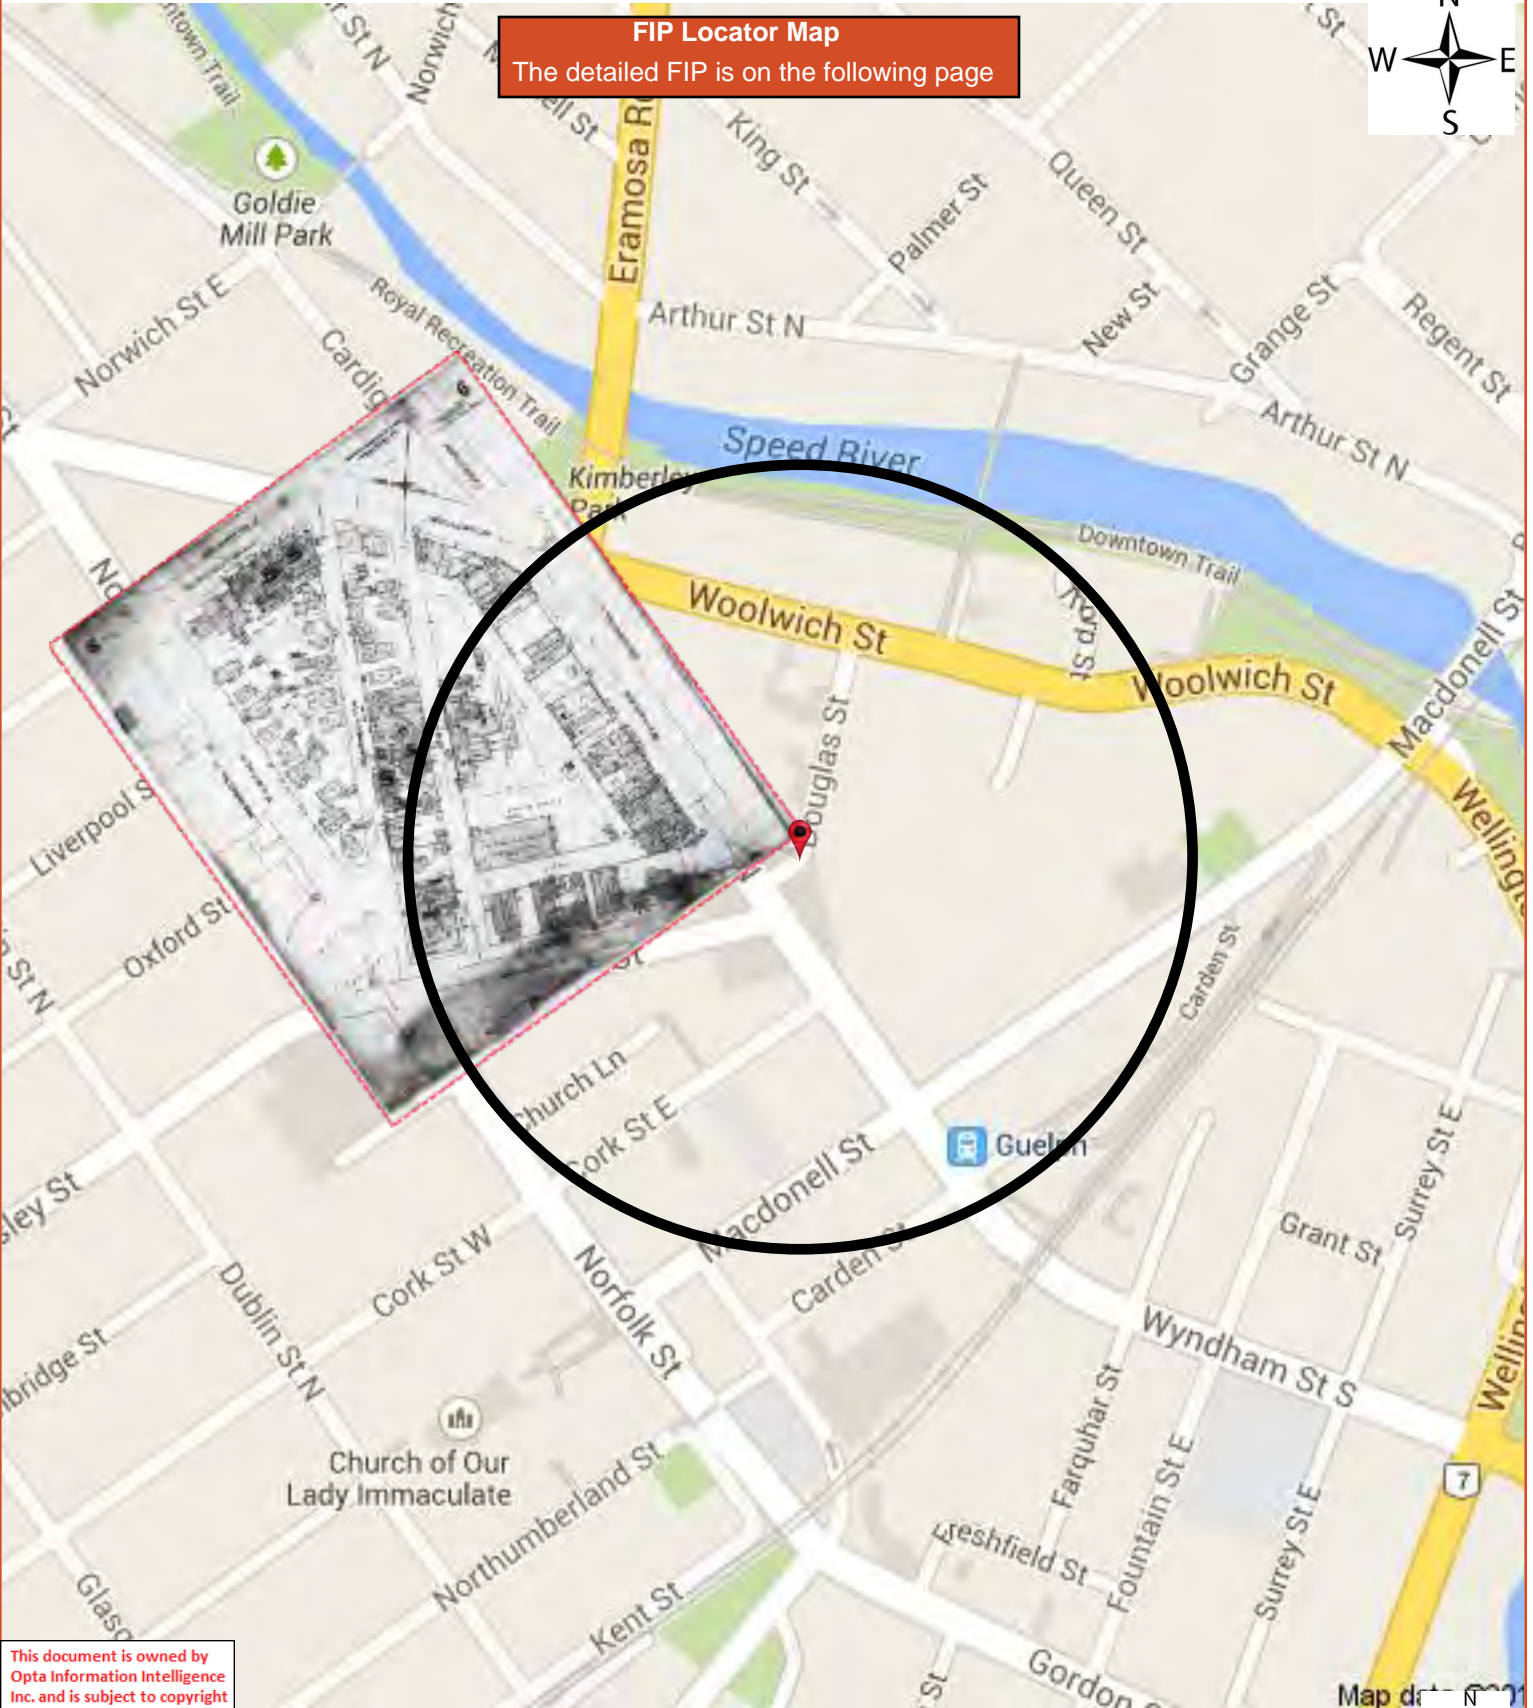 N
FIP Locator Map
The detailed FIP is on the following page
W
E
S
Norwich
King St
Queen St
Palmer St
Goldie
Mill Park
Eramosa
Norwich St E
Royal Recreation Trail
Arthur St N
New St
Grange St
Regent St
Arthur St N
Speed River
Kimberley
Park
Downtown Trail
Woolwich St
Woolwich St
Macdonell St
Douglas St
Liverpool
Oxford St
Carden St
Church Ln
Cork St E
Macdonell St
Guelph
Surrey St E
Grant St
Cork St W
Carden St
Norfolk St
Dublin St N
Wyndham St S
Farquhar St
Church of Our
Lady Immaculate
Northumberland St
Fountain St E
7
Freshfield St
Surrey St E
Kent St
Gordon
This document is owned by
Opta Information Intelligence
Inc. and is subject to copyright
Map data
N